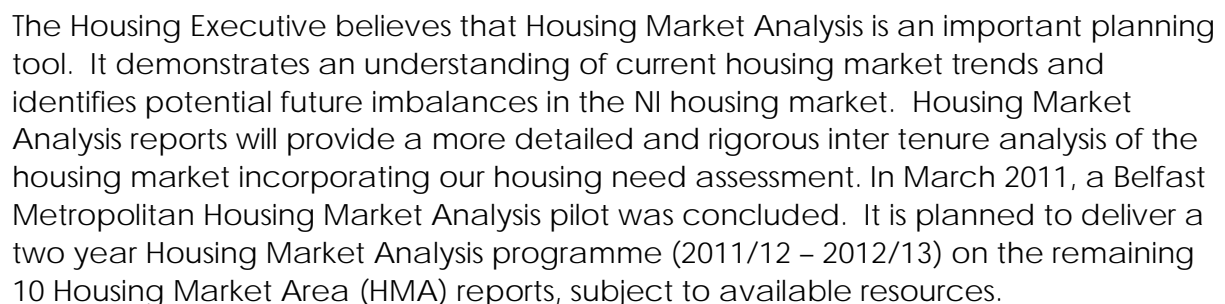 The Housing Executive believes that Housing Market Analysis is an important planning
tool.  It demonstrates an understanding of current housing market trends and
identifies potential future imbalances in the NI housing market.  Housing Market
Analysis reports will provide a more detailed and rigorous inter tenure analysis of the
housing market incorporating our housing need assessment. In March 2011, a Belfast
Metropolitan Housing Market Analysis pilot was concluded.  It is planned to deliver a
two year Housing Market Analysis programme (2011/12 – 2012/13) on the remaining
10 Housing Market Area (HMA) reports, subject to available resources.